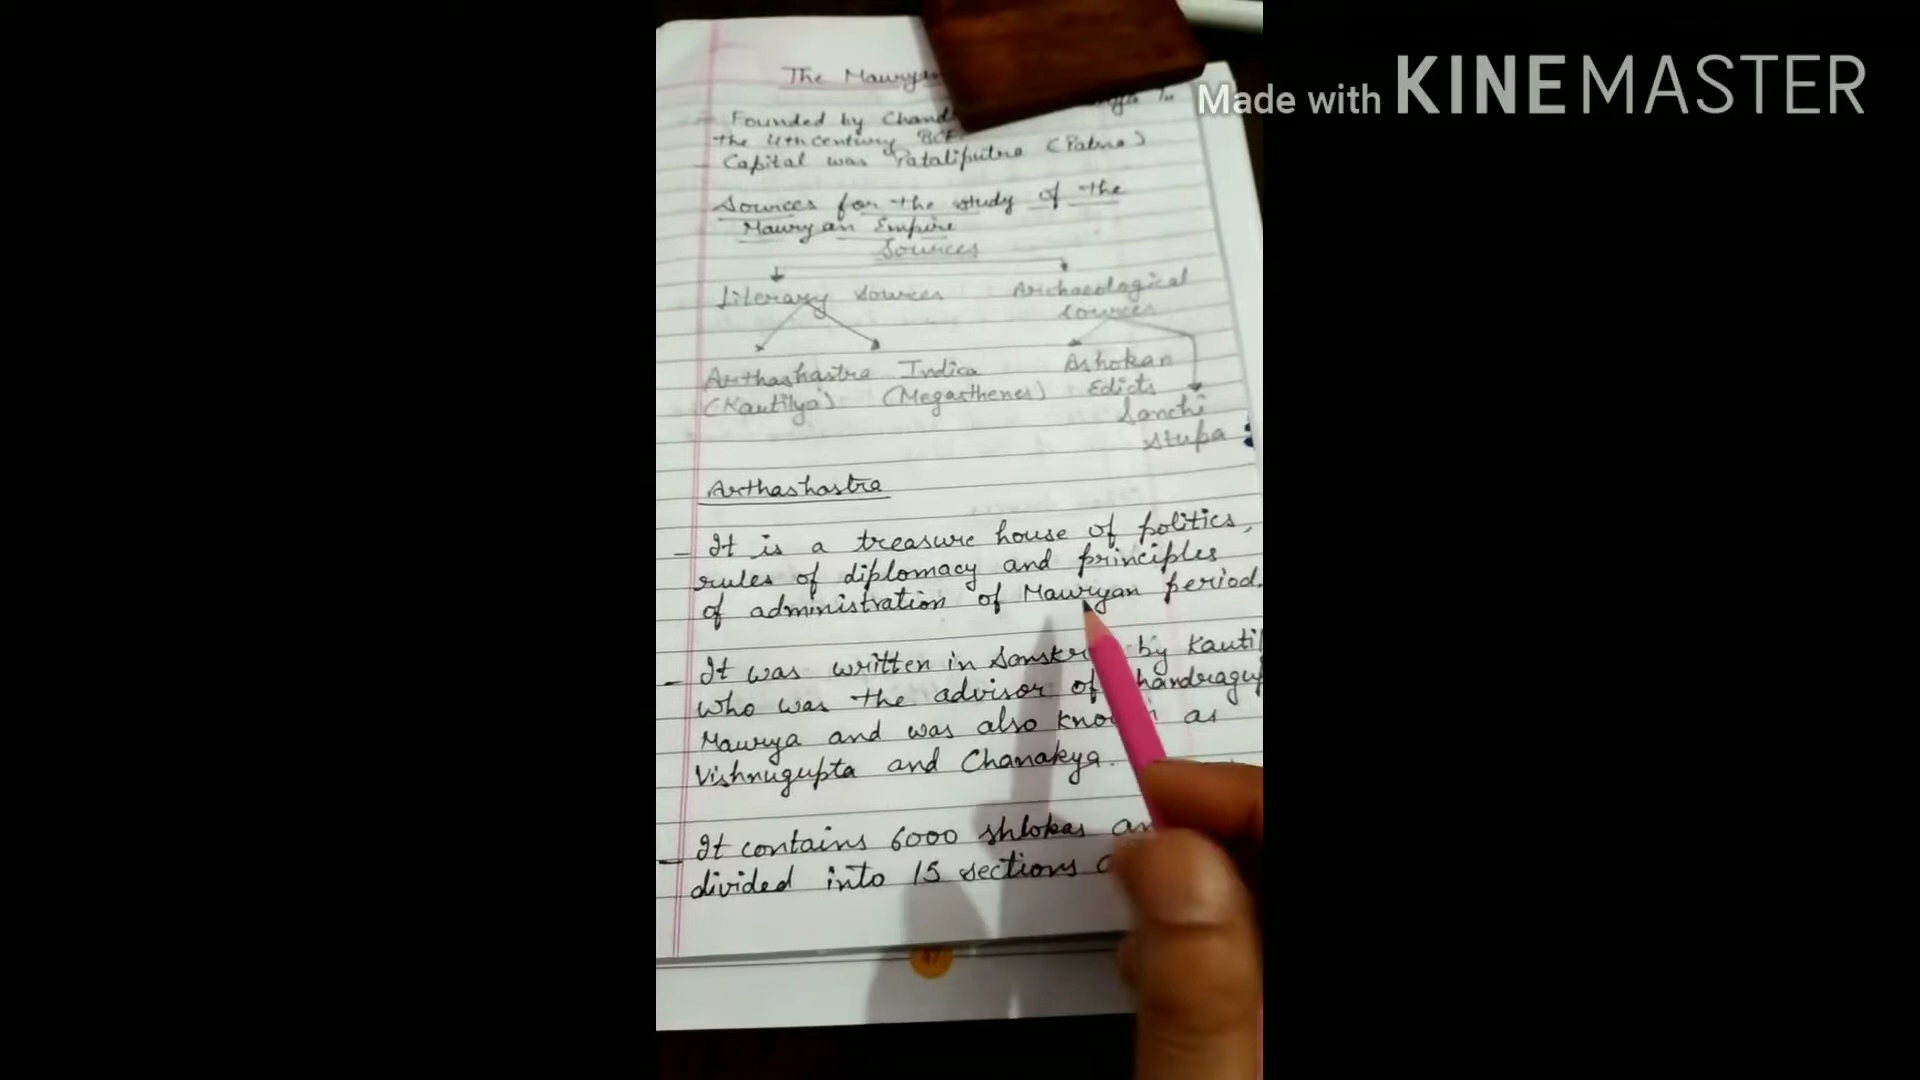 Made with KINEMASTER
The Mauryan
- Founded by Chand
the 4th century BCE.
- Capital was Pataliputra (Patna)
Sources for the study of the
Mauryan Empire
Sources
Literary sources
Archaeological
sources
Arthashastra
(Kautilya)
Indica
(Megasthenes)
Ashokan
Edicts
Sanchi
stupa
Arthashastra
- It is a treasure house of politics,
rules of diplomacy and principles
of administration of Mauryan period.
- It was written in Sanskr by Kautil
who was the advisor of handragup
Maurya and was also known as
Vishnugupta and Chanakya.
- It contains 6000 shlokas an
divided into 15 sections